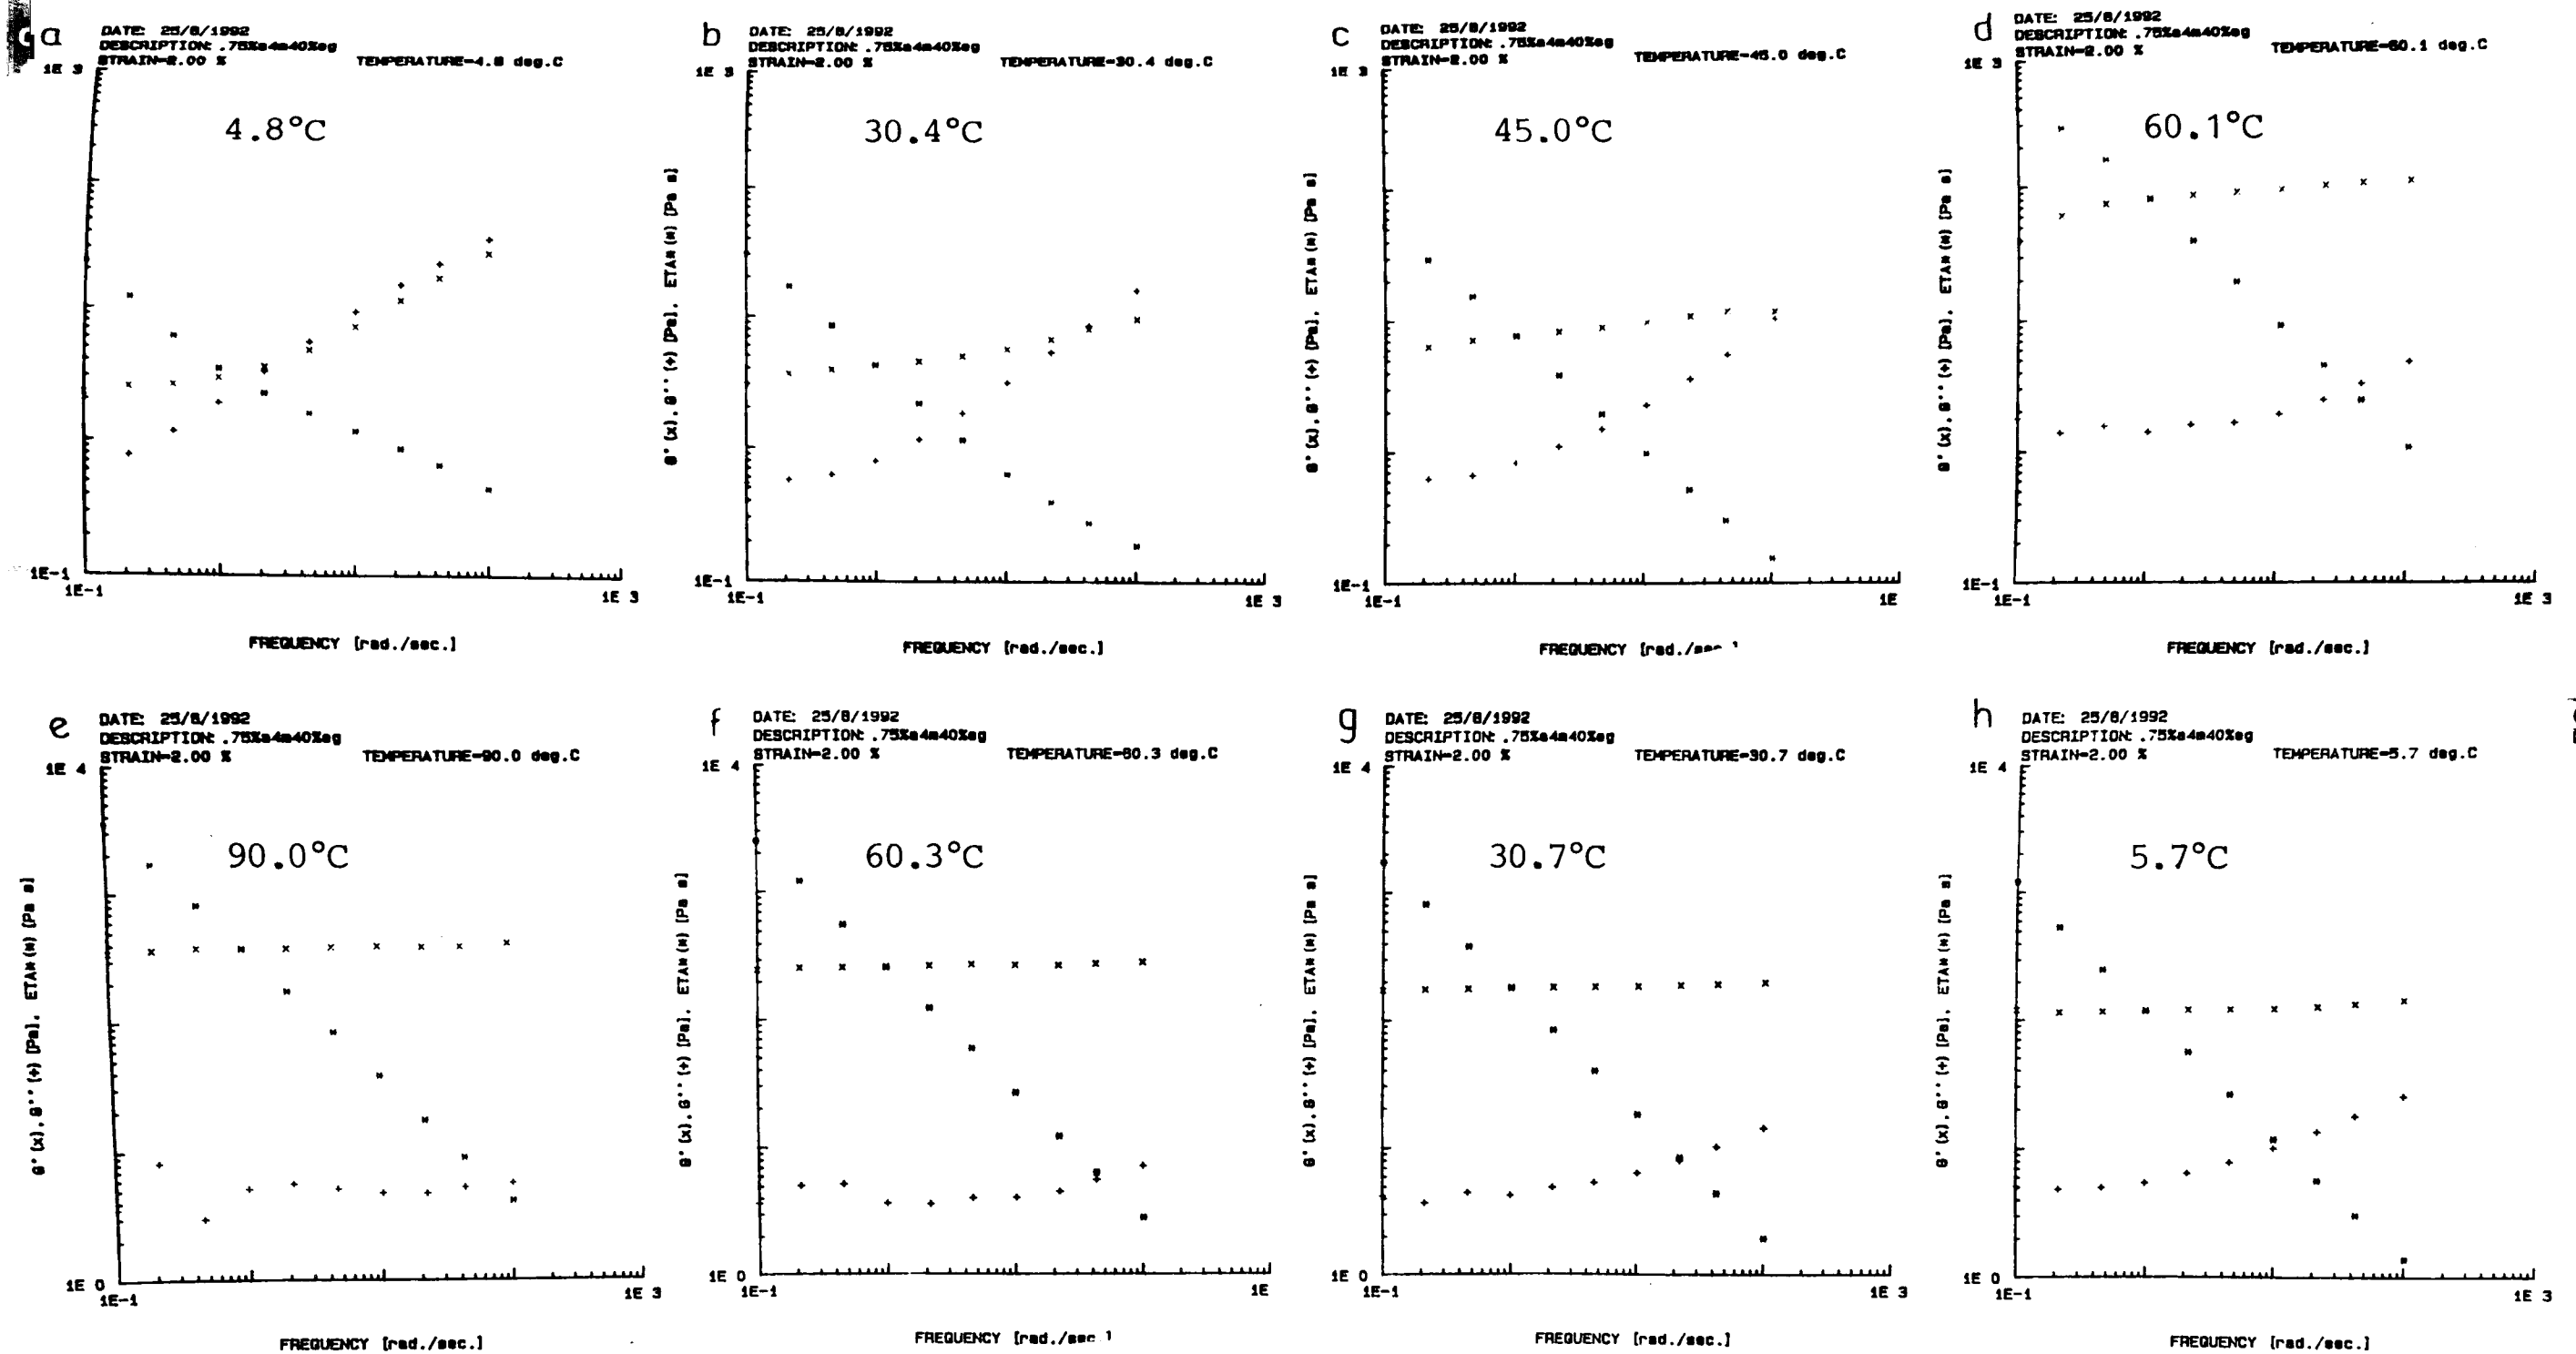 a
DATE: 25/8/1992
DESCRIPTION: .75%a4m40%eg
STRAIN=2.00 %
TEMPERATURE=4.8 deg.C
1E 3
4.8°C
1E-1
1E-1
1E 3
FREQUENCY [rad./sec.]
b
DATE: 25/8/1992
DESCRIPTION: .75%a4m40%eg
STRAIN=2.00 %
TEMPERATURE=30.4 deg.C
1E 3
30.4°C
G'(x), G''(+) [Pa], ETA*(*) [Pa s]
1E-1
1E-1
1E 3
FREQUENCY [rad./sec.]
c
DATE: 25/8/1992
DESCRIPTION: .75%a4m40%eg
STRAIN=2.00 %
TEMPERATURE=45.0 deg.C
1E 3
45.0°C
G'(x), G''(+) [Pa], ETA*(*) [Pa s]
1E-1
1E-1
1E
FREQUENCY [rad./sec.]
d
DATE: 25/8/1992
DESCRIPTION: .75%a4m40%eg
STRAIN=2.00 %
TEMPERATURE=60.1 deg.C
1E 3
60.1°C
G'(x), G''(+) [Pa], ETA*(*) [Pa s]
1E-1
1E-1
1E 3
FREQUENCY [rad./sec.]
e
DATE: 25/8/1992
DESCRIPTION: .75%a4m40%eg
STRAIN=2.00 %
TEMPERATURE=90.0 deg.C
1E 4
90.0°C
G'(x), G''(+) [Pa], ETA*(*) [Pa s]
1E 0
1E-1
1E 3
FREQUENCY [rad./sec.]
f
DATE: 25/8/1992
DESCRIPTION: .75%a4m40%eg
STRAIN=2.00 %
TEMPERATURE=60.3 deg.C
1E 4
60.3°C
G'(x), G''(+) [Pa], ETA*(*) [Pa s]
1E 0
1E-1
1E
FREQUENCY [rad./sec.]
g
DATE: 25/8/1992
DESCRIPTION: .75%a4m40%eg
STRAIN=2.00 %
TEMPERATURE=30.7 deg.C
1E 4
30.7°C
G'(x), G''(+) [Pa], ETA*(*) [Pa s]
1E 0
1E-1
1E 3
FREQUENCY [rad./sec.]
h
DATE: 25/8/1992
DESCRIPTION: .75%a4m40%eg
STRAIN=2.00 %
TEMPERATURE=5.7 deg.C
1E 4
5.7°C
G'(x), G''(+) [Pa], ETA*(*) [Pa s]
1E 0
1E-1
1E 3
FREQUENCY [rad./sec.]